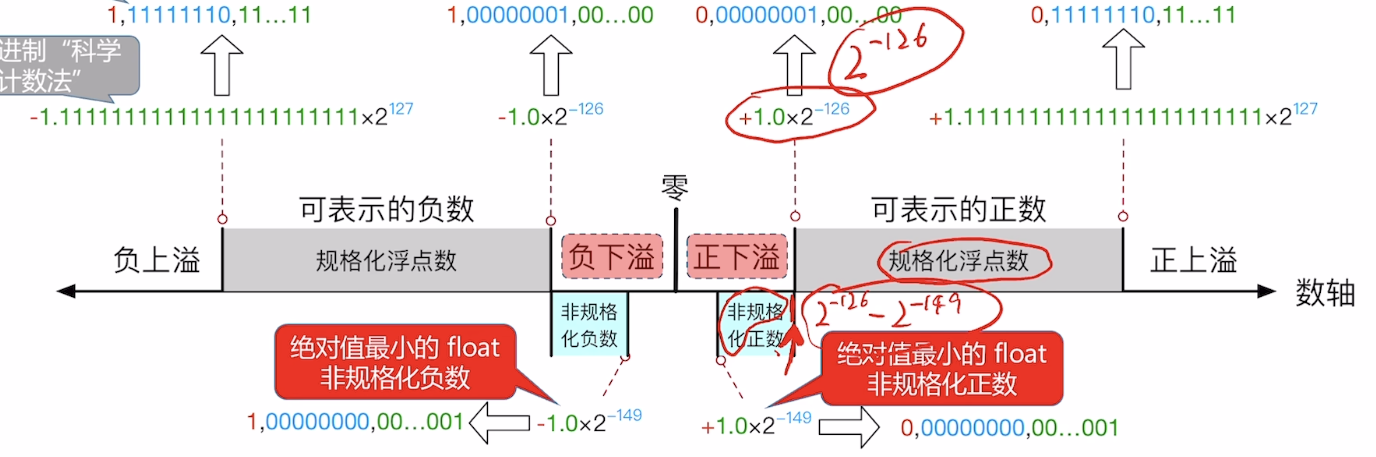 1,11111110,11…11
1,00000001,00…00
0,00000001,00…00
0,11111110,11…11
2^-126
进制“科学
计数法”
-1.11111111111111111111111×2^127
-1.0×2^-126
+1.0×2^-126
+1.11111111111111111111111×2^127
零
可表示的负数
可表示的正数
负上溢
规格化浮点数
负下溢
正下溢
规格化浮点数
正上溢
数轴
非规格
化负数
非规格
化正数
2^-126 - 2^-149
绝对值最小的 float
非规格化负数
绝对值最小的 float
非规格化正数
1,00000000,00…001
-1.0×2^-149
+1.0×2^-149
0,00000000,00…001